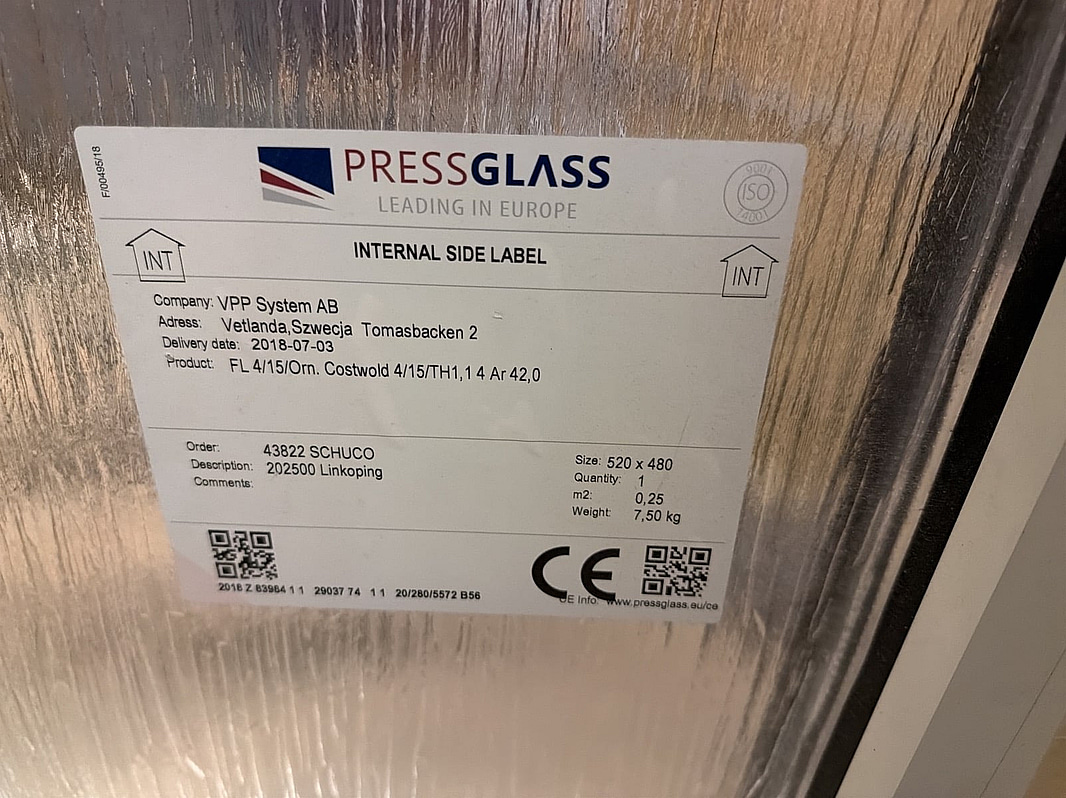 F/00495/18
PRESSGLASS
LEADING IN EUROPE
9001
ISO
14001
INT
INTERNAL SIDE LABEL
INT
Company: VPP System AB
Adress: Vetlanda,Szwecja Tomasbacken 2
Delivery date: 2018-07-03
Product: FL 4/15/Orn. Costwold 4/15/TH1,1 4 Ar 42,0
Order: 43822 SCHUCO
Description: 202500 Linkoping
Comments:
Size: 520 x 480
Quantity: 1
m2: 0,25
Weight: 7,50 kg
2018 Z 63984 1 1 29037 74 1 1 20/280/5572 B56
CE
CE Info. www.pressglass.eu/ce